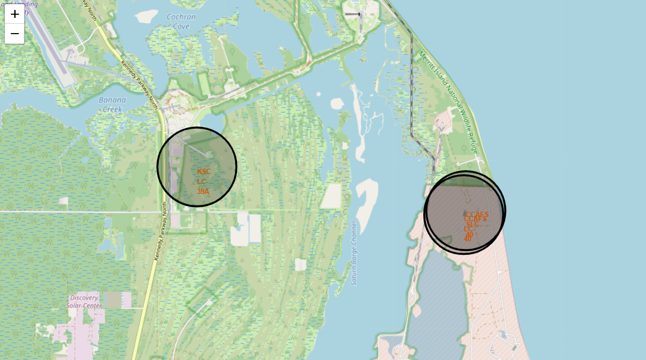 +
−
Cochran
Cove
Kennedy Parkway North
Banana
Creek
Merritt Island National Wildlife Refuge
KSC
LC
39A
Kennedy Parkway North
Saturn Barge Channel
Discovery
Solar Center